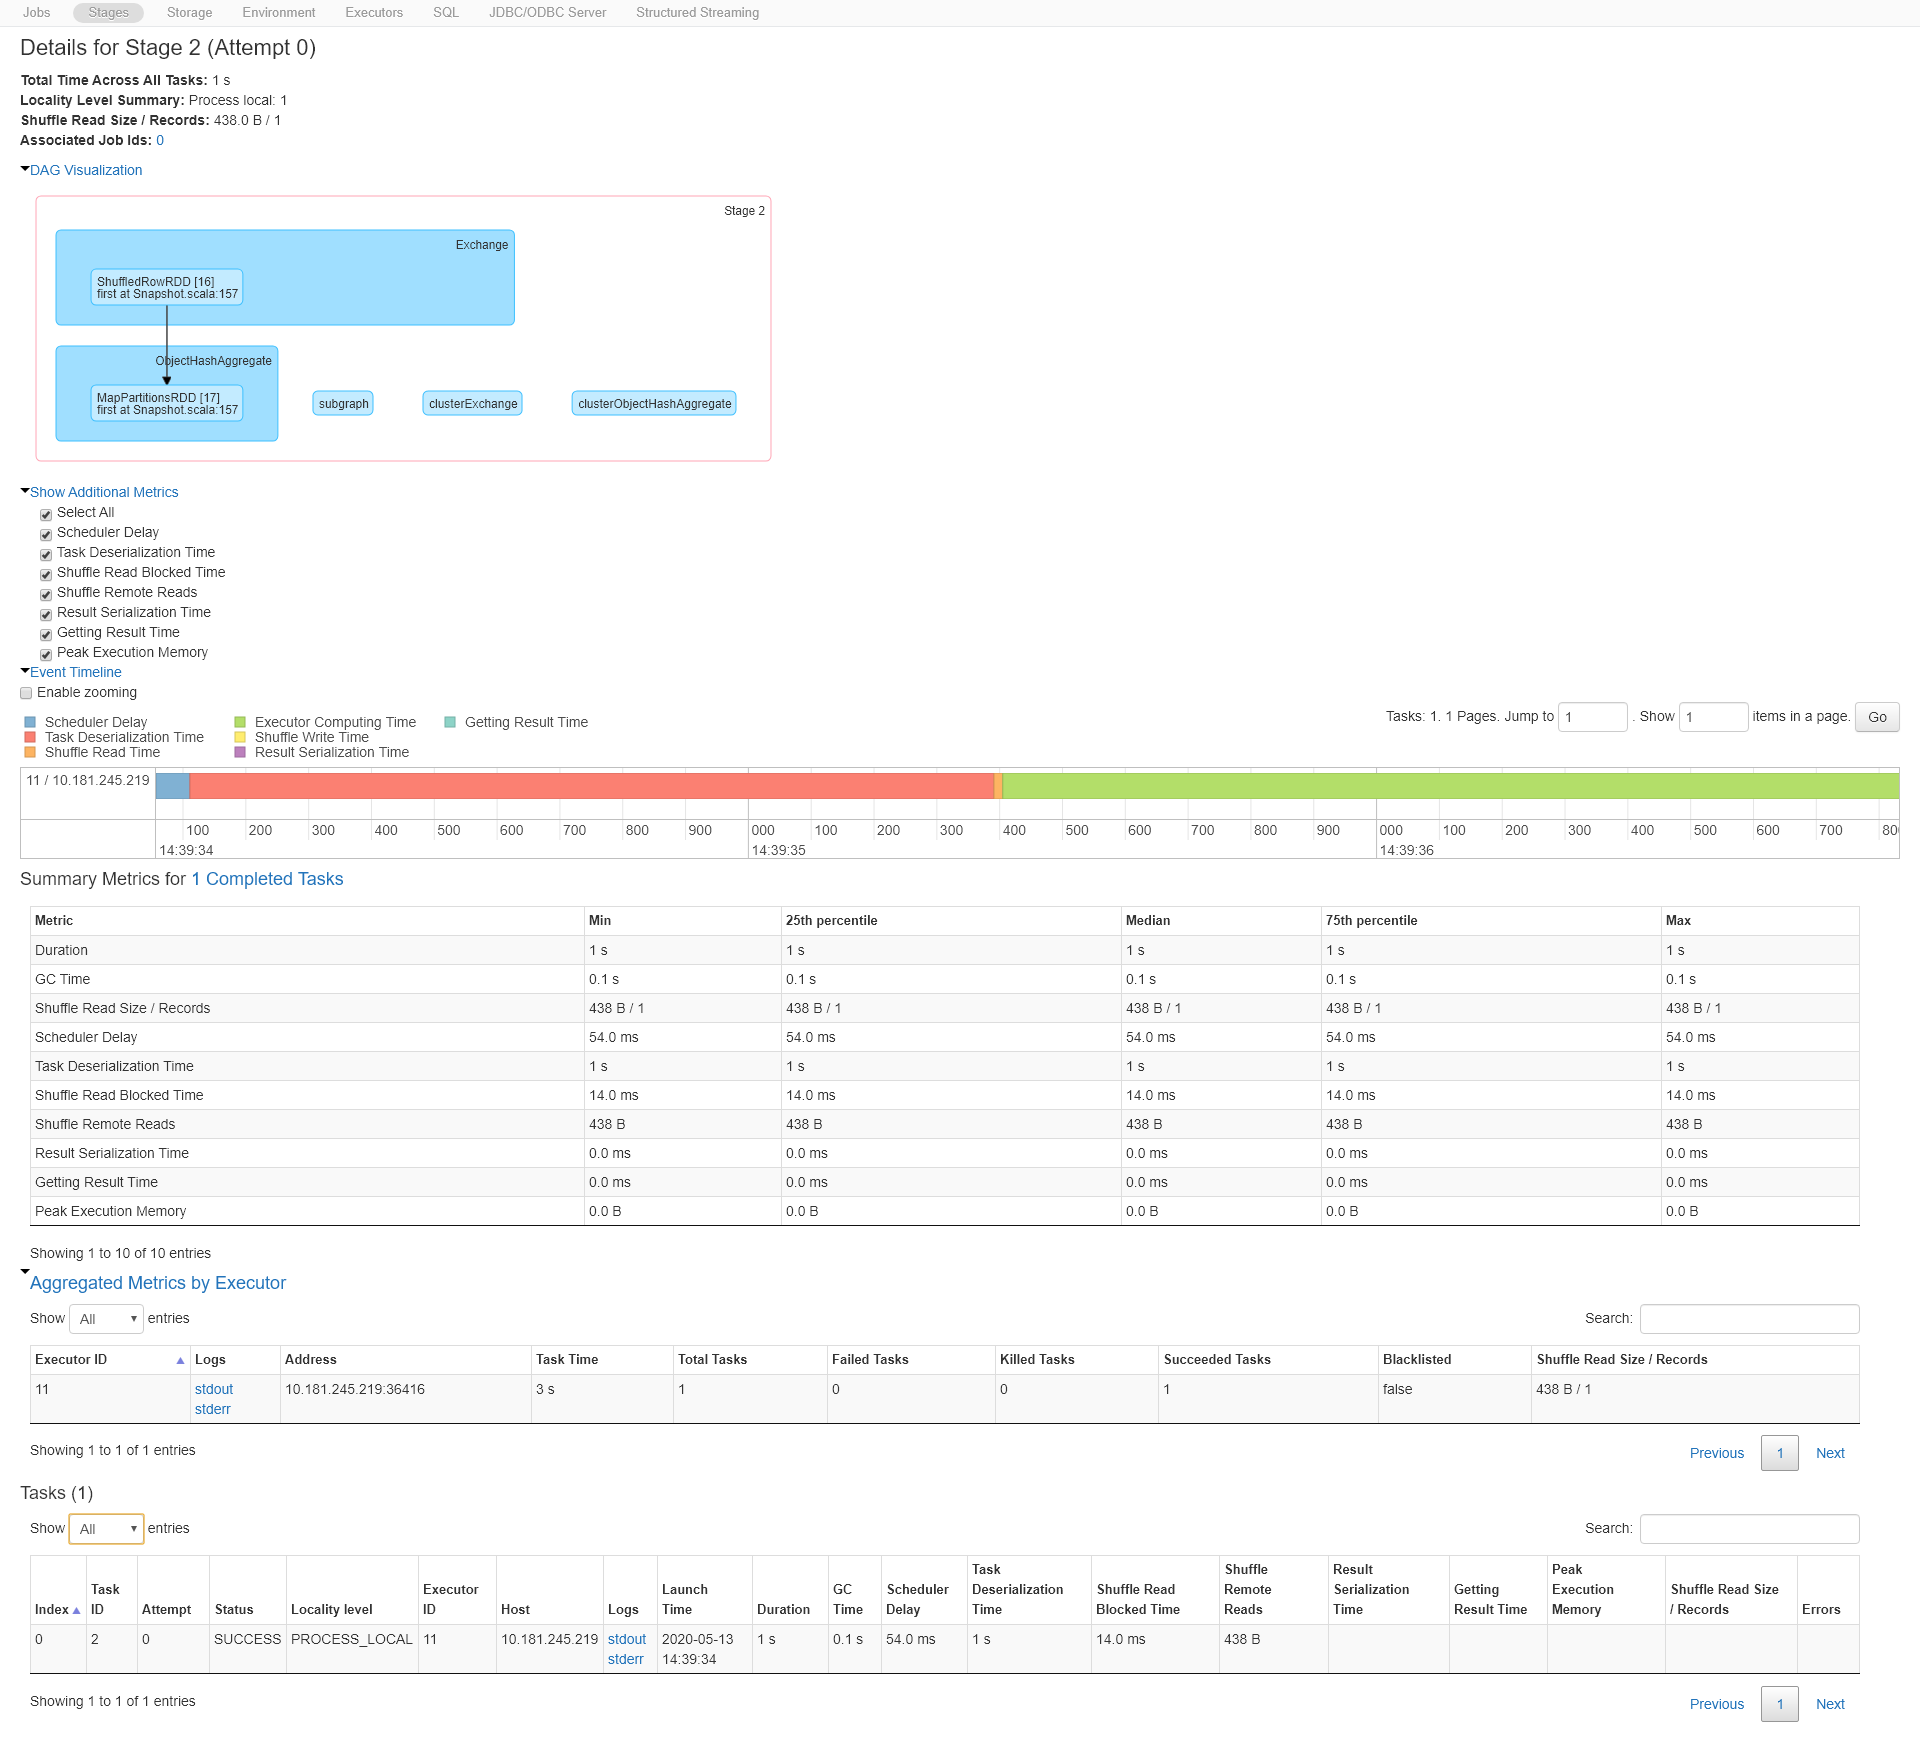 Jobs Stages Storage Environment Executors SQL JDBC/ODBC Server Structured Streaming
Details for Stage 2 (Attempt 0)
Total Time Across All Tasks: 1 s
Locality Level Summary: Process local: 1
Shuffle Read Size / Records: 438.0 B / 1
Associated Job Ids: 0
DAG Visualization
Stage 2
Exchange
ShuffledRowRDD [16]
first at Snapshot.scala:157
ObjectHashAggregate
MapPartitionsRDD [17]
first at Snapshot.scala:157
subgraph
clusterExchange
clusterObjectHashAggregate
Show Additional Metrics
Select All
Scheduler Delay
Task Deserialization Time
Shuffle Read Blocked Time
Shuffle Remote Reads
Result Serialization Time
Getting Result Time
Peak Execution Memory
Event Timeline
Enable zooming
Scheduler Delay Executor Computing Time Getting Result Time
Task Deserialization Time Shuffle Write Time
Shuffle Read Time Result Serialization Time
Tasks: 1. 1 Pages. Jump to 1 . Show 1 items in a page. Go
11 / 10.181.245.219
100 200 300 400 500 600 700 800 900 000 100 200 300 400 500 600 700 800 900 000 100 200 300 400 500 600 700 80
14:39:34 14:39:35 14:39:36
Summary Metrics for 1 Completed Tasks
Metric Min 25th percentile Median 75th percentile Max
Duration 1 s 1 s 1 s 1 s 1 s
GC Time 0.1 s 0.1 s 0.1 s 0.1 s 0.1 s
Shuffle Read Size / Records 438 B / 1 438 B / 1 438 B / 1 438 B / 1 438 B / 1
Scheduler Delay 54.0 ms 54.0 ms 54.0 ms 54.0 ms 54.0 ms
Task Deserialization Time 1 s 1 s 1 s 1 s 1 s
Shuffle Read Blocked Time 14.0 ms 14.0 ms 14.0 ms 14.0 ms 14.0 ms
Shuffle Remote Reads 438 B 438 B 438 B 438 B 438 B
Result Serialization Time 0.0 ms 0.0 ms 0.0 ms 0.0 ms 0.0 ms
Getting Result Time 0.0 ms 0.0 ms 0.0 ms 0.0 ms 0.0 ms
Peak Execution Memory 0.0 B 0.0 B 0.0 B 0.0 B 0.0 B
Showing 1 to 10 of 10 entries
Aggregated Metrics by Executor
Show All entries Search:
Executor ID Logs Address Task Time Total Tasks Failed Tasks Killed Tasks Succeeded Tasks Blacklisted Shuffle Read Size / Records
11 stdout 10.181.245.219:36416 3 s 1 0 0 1 false 438 B / 1
stderr
Showing 1 to 1 of 1 entries Previous 1 Next
Tasks (1)
Show All entries Search:
Task Shuffle Result Peak
Task Executor Launch GC Scheduler Deserialization Shuffle Read Remote Serialization Getting Execution Shuffle Read Size
Index ID Attempt Status Locality level ID Host Logs Time Duration Time Delay Time Blocked Time Reads Time Result Time Memory / Records Errors
0 2 0 SUCCESS PROCESS_LOCAL 11 10.181.245.219 stdout 2020-05-13 1 s 0.1 s 54.0 ms 1 s 14.0 ms 438 B
stderr 14:39:34
Showing 1 to 1 of 1 entries Previous 1 Next